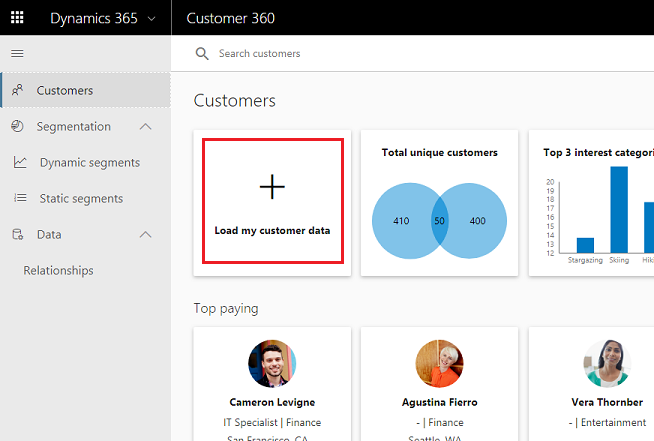 Dynamics 365
Customer 360
Search customers
Customers
Segmentation
Dynamic segments
Static segments
Data
Relationships
Customers
Load my customer data
Total unique customers
410 50 400
Top 3 interest categori
20
19
18
17
16
15
14
13
12
Stargazing Skiing Hiki
Top paying
Cameron Levigne
IT Specialist | Finance
San Francisco, CA
Agustina Fierro
- | Finance
Seattle, WA
Vera Thornber
- | Entertainment